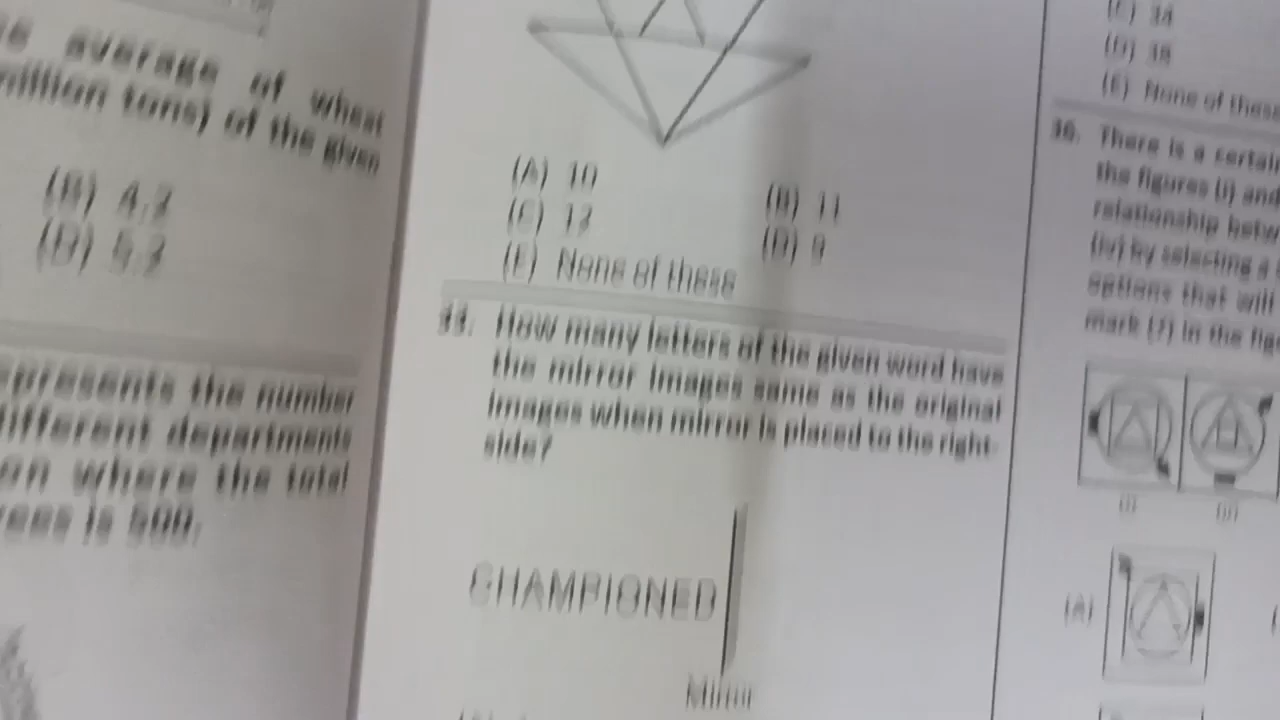 average of wheat
million tons) of the given
(B) 4.2
(D) 5.2
represents the number
different departments
on where the total
is 500.
(A) 10
(B) 11
(C) 12
(D) 9
(E) None of these
How many letters of the given word have
the mirror images same as the original
images when mirror is placed to the right
side?
CHAMPIONED
Mirror
(C) 34
(D) 38
(E) None of these
36. There is a certain
the figures (i) and
relationship betw
(iv) by selecting a
options that will
mark (?) in the fig
(i)
(ii)
(A)